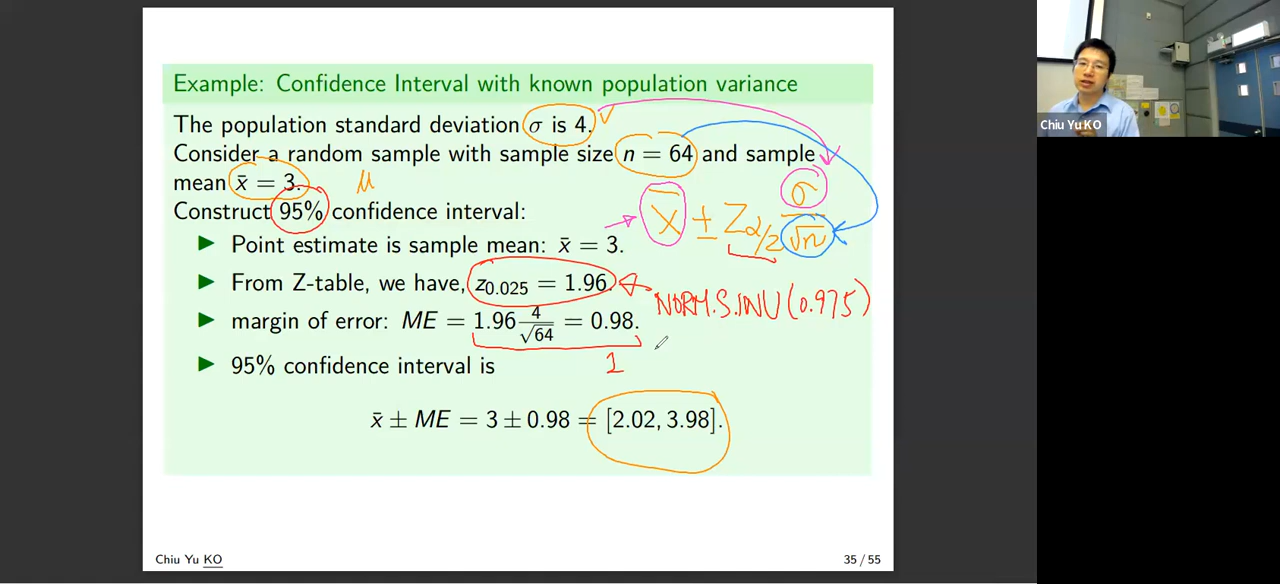 Example: Confidence Interval with known population variance
The population standard deviation σ is 4.
Consider a random sample with sample size n = 64 and sample
mean x̄ = 3.
μ
Construct 95% confidence interval:
X̄ ± Zα/2 σ/√n
▶ Point estimate is sample mean: x̄ = 3.
▶ From Z-table, we have, z0.025 = 1.96.
NORM.S.INV(0.975)
▶ margin of error: ME = 1.96 4/√64 = 0.98.
1
▶ 95% confidence interval is
x̄ ± ME = 3 ± 0.98 = [2.02, 3.98].
Chiu Yu KO
35 / 55
Chiu Yu KO